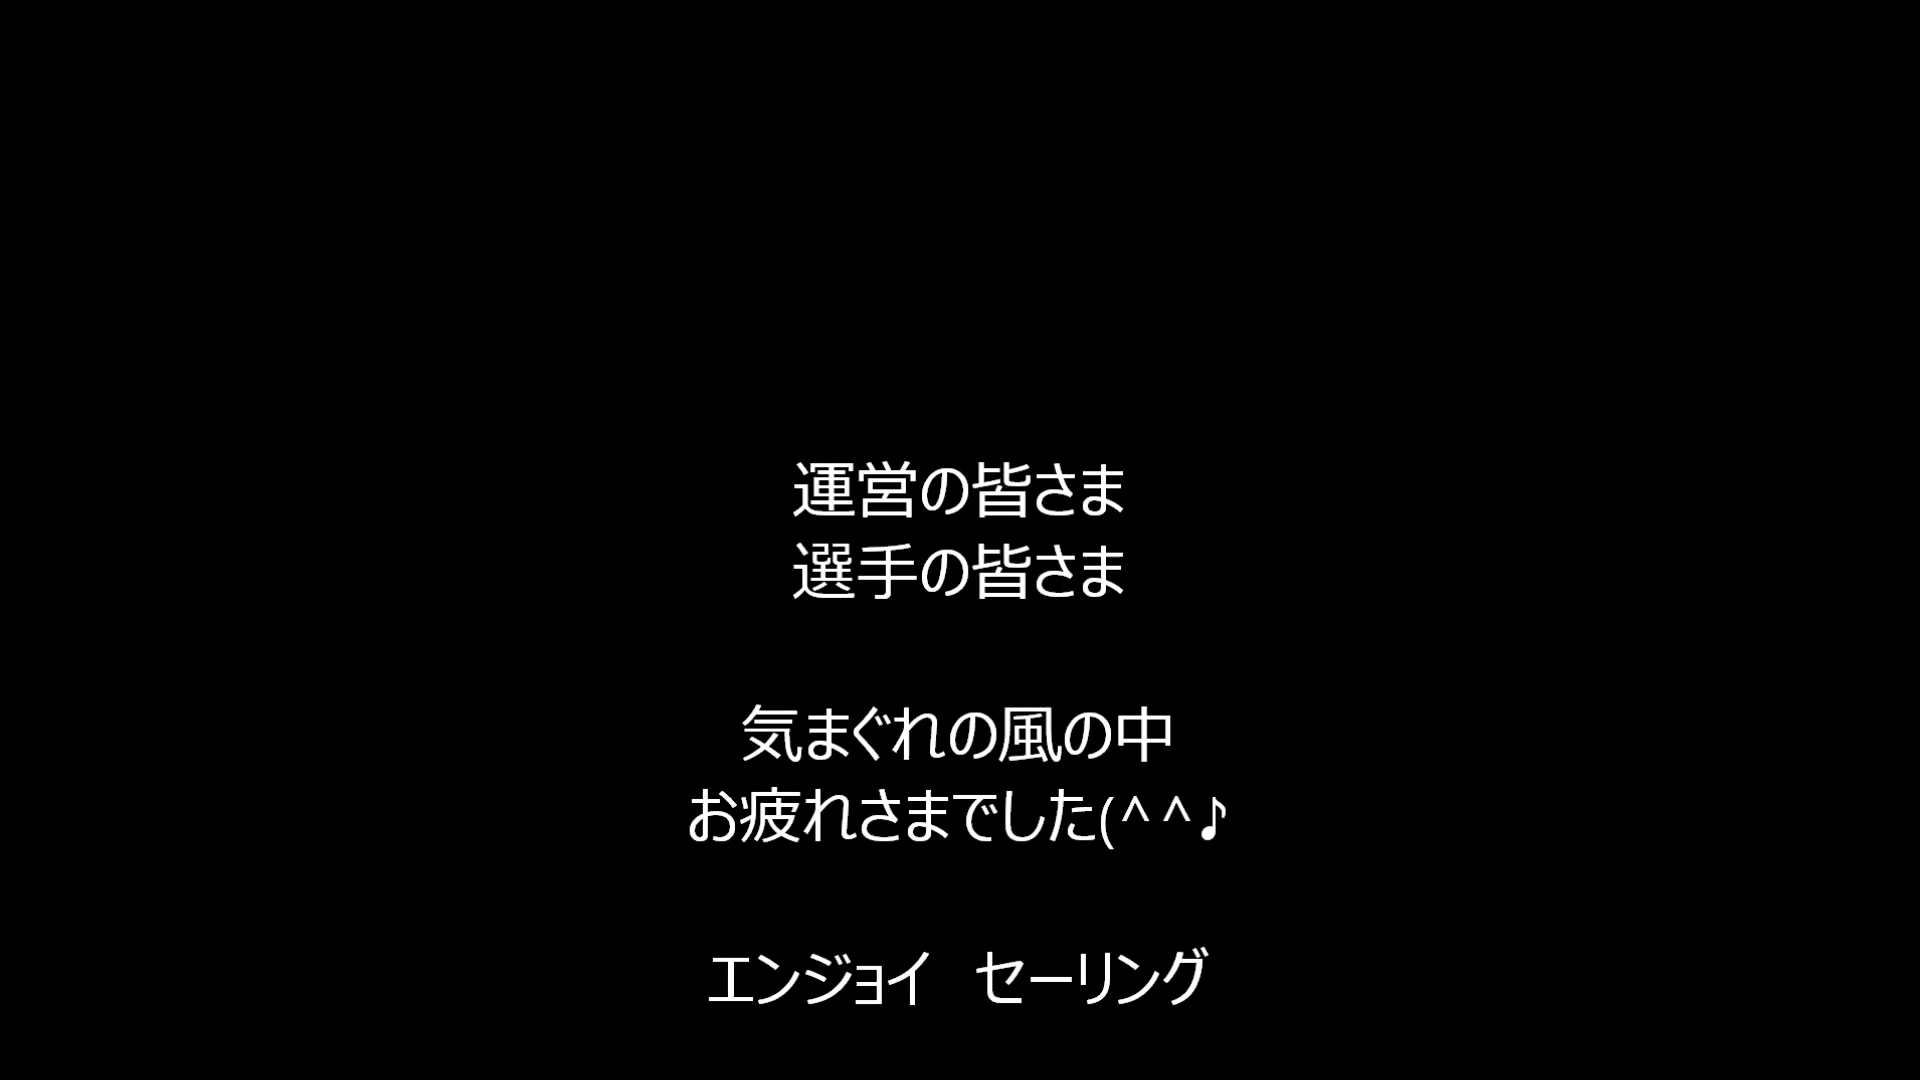 運営の皆さま
選手の皆さま
気まぐれの風の中
お疲れさまでした(^^♪
エンジョイ　セーリング